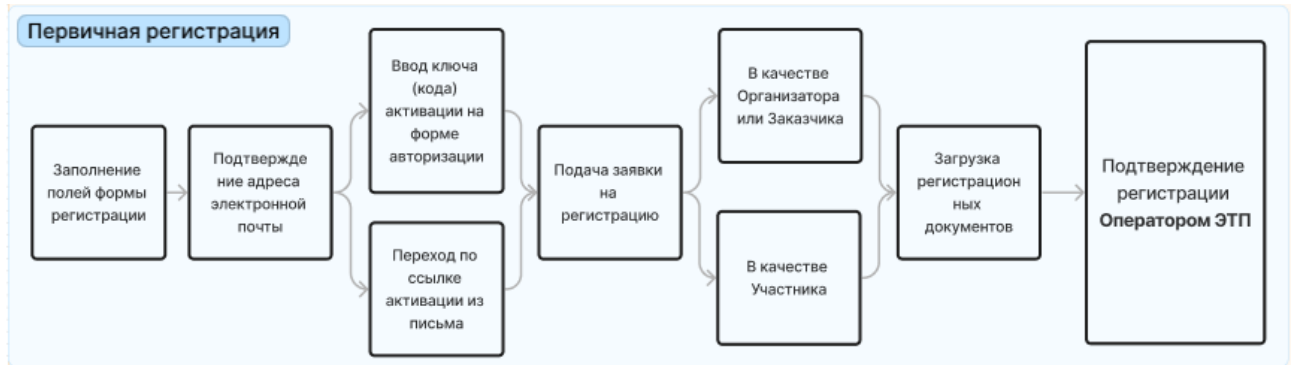 Первичная регистрация
Заполнение
полей формы
регистрации
Подтвержде
ние адреса
электронной
почты
Ввод ключа
(кода)
активации на
форме
авторизации
Переход по
ссылке
активации из
письма
Подача заявки
на
регистрацию
В качестве
Организатора
или Заказчика
В качестве
Участника
Загрузка
регистрацион
ных
документов
Подтверждение
регистрации
Оператором ЭТП